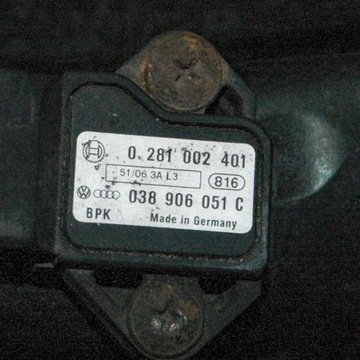 0 281 002 401
51/06 3A L3 816
038 906 051 C
BPK Made in Germany